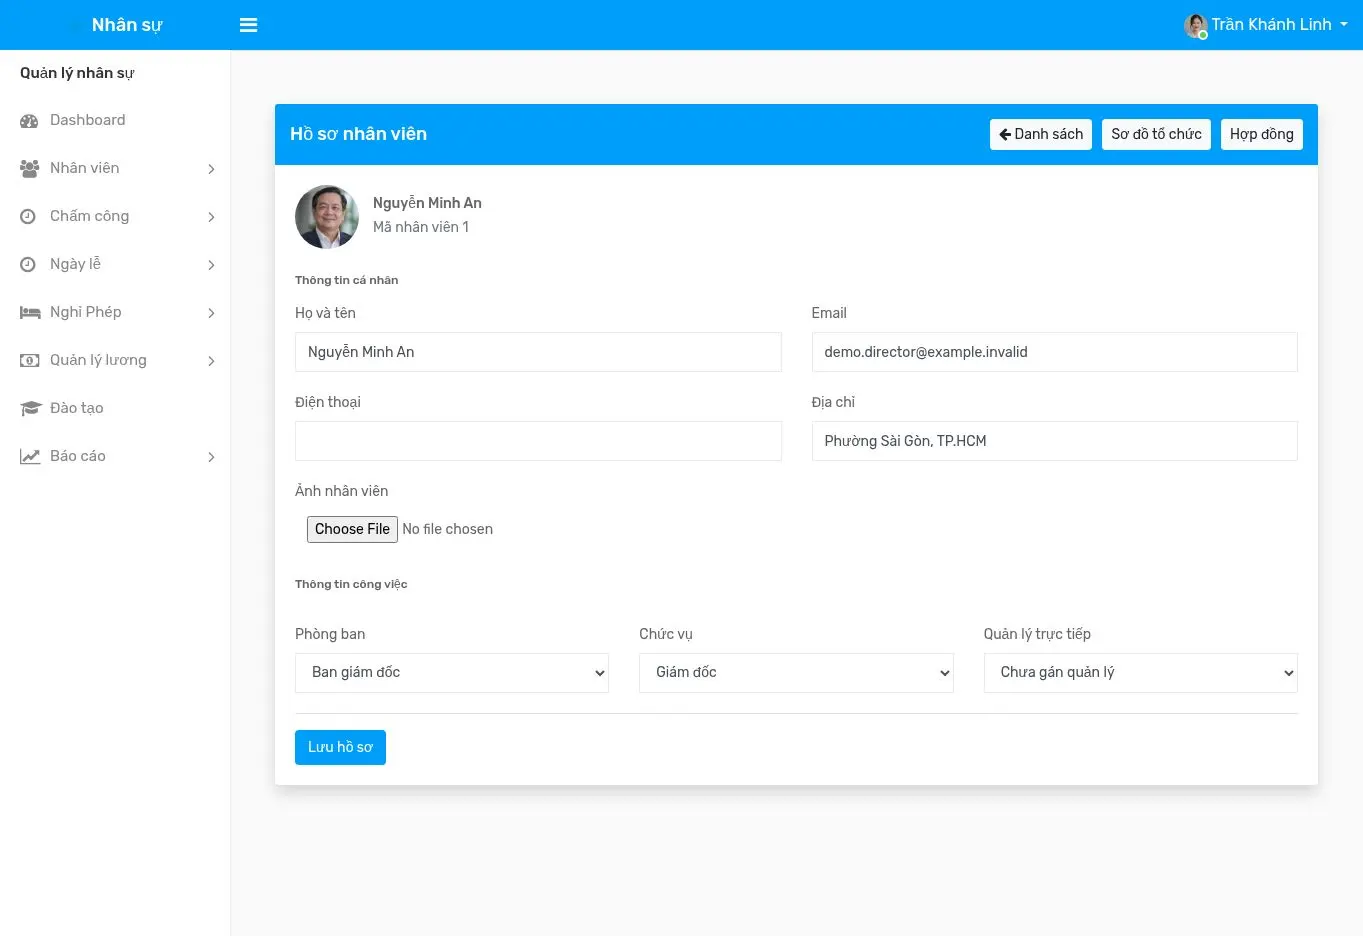 Nhân sự
Trần Khánh Linh
Quản lý nhân sự
Dashboard
Nhân viên
Chấm công
Ngày lễ
Nghỉ Phép
Quản lý lương
Đào tạo
Báo cáo
Hồ sơ nhân viên
Danh sách
Sơ đồ tổ chức
Hợp đồng
Nguyễn Minh An
Mã nhân viên 1
Thông tin cá nhân
Họ và tên
Email
Nguyễn Minh An
demo.director@example.invalid
Điện thoại
Địa chỉ
Phường Sài Gòn, TP.HCM
Ảnh nhân viên
Choose File No file chosen
Thông tin công việc
Phòng ban
Chức vụ
Quản lý trực tiếp
Ban giám đốc
Giám đốc
Chưa gán quản lý
Lưu hồ sơ